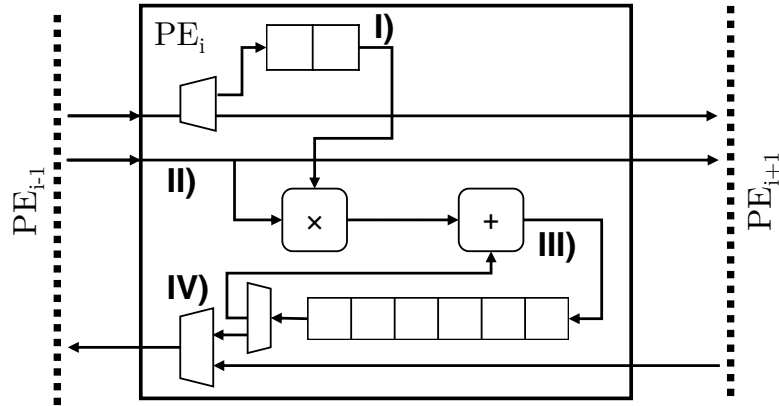 PE_i
I)
II)
×
+
III)
IV)
PE_{i-1}
PE_{i+1}